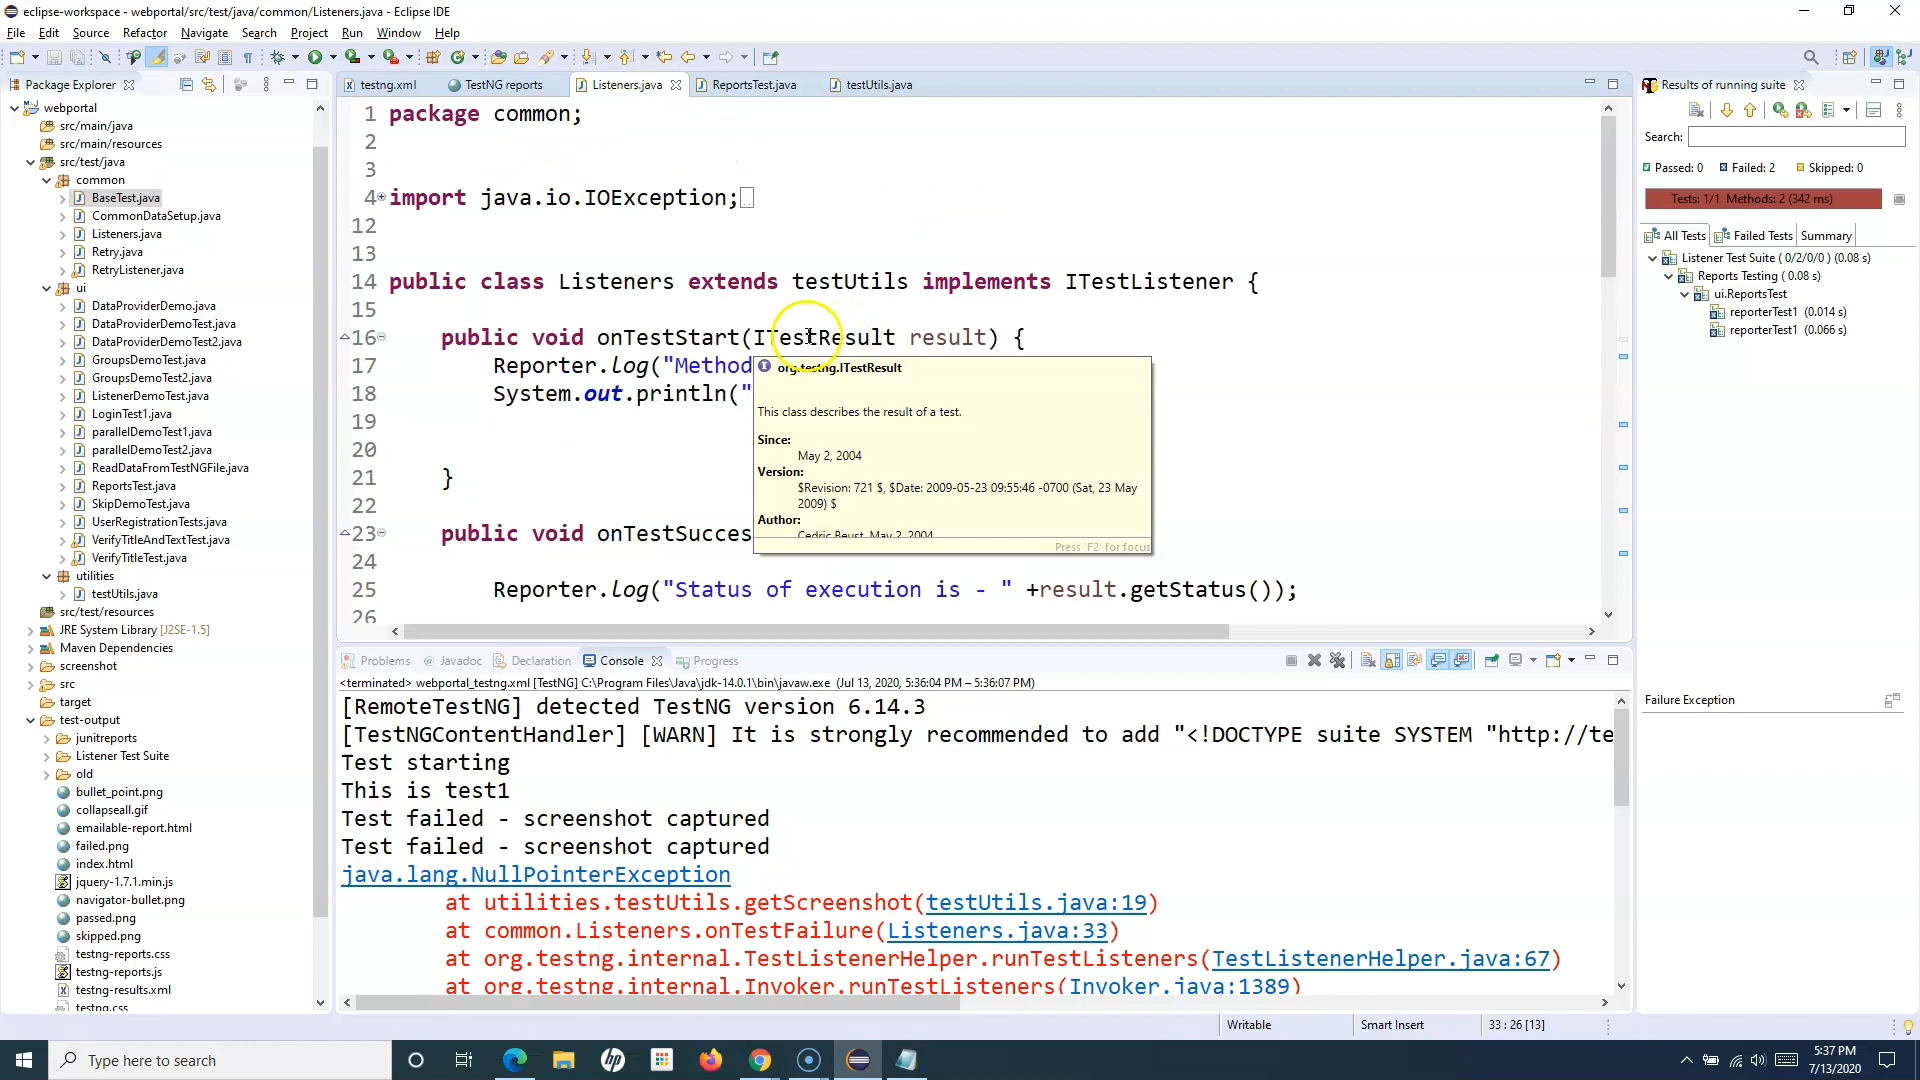 eclipse-workspace - webportal/src/test/java/common/Listeners.java - Eclipse IDE
File Edit Source Refactor Navigate Search Project Run Window Help
Package Explorer
webportal
src/main/java
src/main/resources
src/test/java
common
BaseTest.java
CommonDataSetup.java
Listeners.java
Retry.java
RetryListener.java
ui
DataProviderDemo.java
DataProviderDemoTest.java
DataProviderDemoTest2.java
GroupsDemoTest.java
GroupsDemoTest2.java
ListenerDemoTest.java
LoginTest1.java
parallelDemoTest1.java
parallelDemoTest2.java
ReadDataFromTestNGFile.java
ReportsTest.java
SkipDemoTest.java
UserRegistrationTests.java
VerifyTitleAndTextTest.java
VerifyTitleTest.java
utilities
testUtils.java
src/test/resources
JRE System Library [J2SE-1.5]
Maven Dependencies
screenshot
src
target
test-output
junitreports
Listener Test Suite
old
bullet_point.png
collapseall.gif
emailable-report.html
failed.png
index.html
jquery-1.7.1.min.js
navigator-bullet.png
passed.png
skipped.png
testng-reports.css
testng-reports.js
testng-results.xml
testng.css
testng.xml TestNG reports Listeners.java ReportsTest.java testUtils.java
1 package common;
2
3
4 import java.io.IOException;
12
13
14 public class Listeners extends testUtils implements ITestListener {
15
16 public void onTestStart(ITestResult result) {
17 Reporter.log("Method
18 System.out.println("
19
20
21 }
22
23 public void onTestSucces
24
25 Reporter.log("Status of execution is - " +result.getStatus());
26
org.testng.ITestResult
This class describes the result of a test.
Since:
May 2, 2004
Version:
$Revision: 721 $, $Date: 2009-05-23 09:55:46 -0700 (Sat, 23 May
2009) $
Author:
Cedric Beust, May 2, 2004
Press 'F2' for focus
Problems Javadoc Declaration Console Progress
<terminated> webportal_testng.xml [TestNG] C:\Program Files\Java\jdk-14.0.1\bin\javaw.exe (Jul 13, 2020, 5:36:04 PM – 5:36:07 PM)
[RemoteTestNG] detected TestNG version 6.14.3
[TestNGContentHandler] [WARN] It is strongly recommended to add "<!DOCTYPE suite SYSTEM "http://te
Test starting
This is test1
Test failed - screenshot captured
Test failed - screenshot captured
java.lang.NullPointerException
at utilities.testUtils.getScreenshot(testUtils.java:19)
at common.Listeners.onTestFailure(Listeners.java:33)
at org.testng.internal.TestListenerHelper.runTestListeners(TestListenerHelper.java:67)
at org.testng.internal.Invoker.runTestListeners(Invoker.java:1389)
Results of running suite
Search:
Passed: 0 Failed: 2 Skipped: 0
Tests: 1/1 Methods: 2 (342 ms)
All Tests Failed Tests Summary
Listener Test Suite ( 0/2/0/0 ) (0.08 s)
Reports Testing ( 0.08 s)
ui.ReportsTest
reporterTest1 (0.014 s)
reporterTest1 (0.066 s)
Failure Exception
Writable Smart Insert 33 : 26 [13]
Type here to search
5:37 PM
7/13/2020